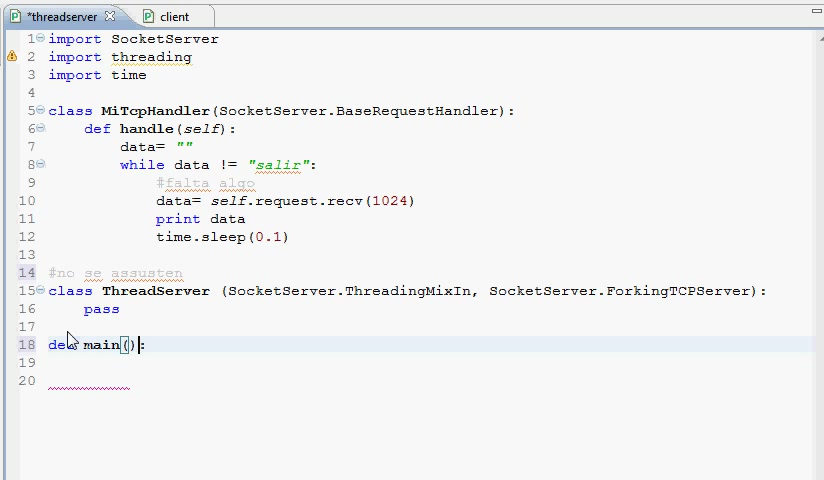 *threadserver client
1 import SocketServer
2 import threading
3 import time
4
5 class MiTcpHandler(SocketServer.BaseRequestHandler):
6 def handle(self):
7 data= ""
8 while data != "salir":
9 #falta algo
10 data= self.request.recv(1024)
11 print data
12 time.sleep(0.1)
13
14 #no se assusten
15 class ThreadServer (SocketServer.ThreadingMixIn, SocketServer.ForkingTCPServer):
16 pass
17
18 def main():
19
20